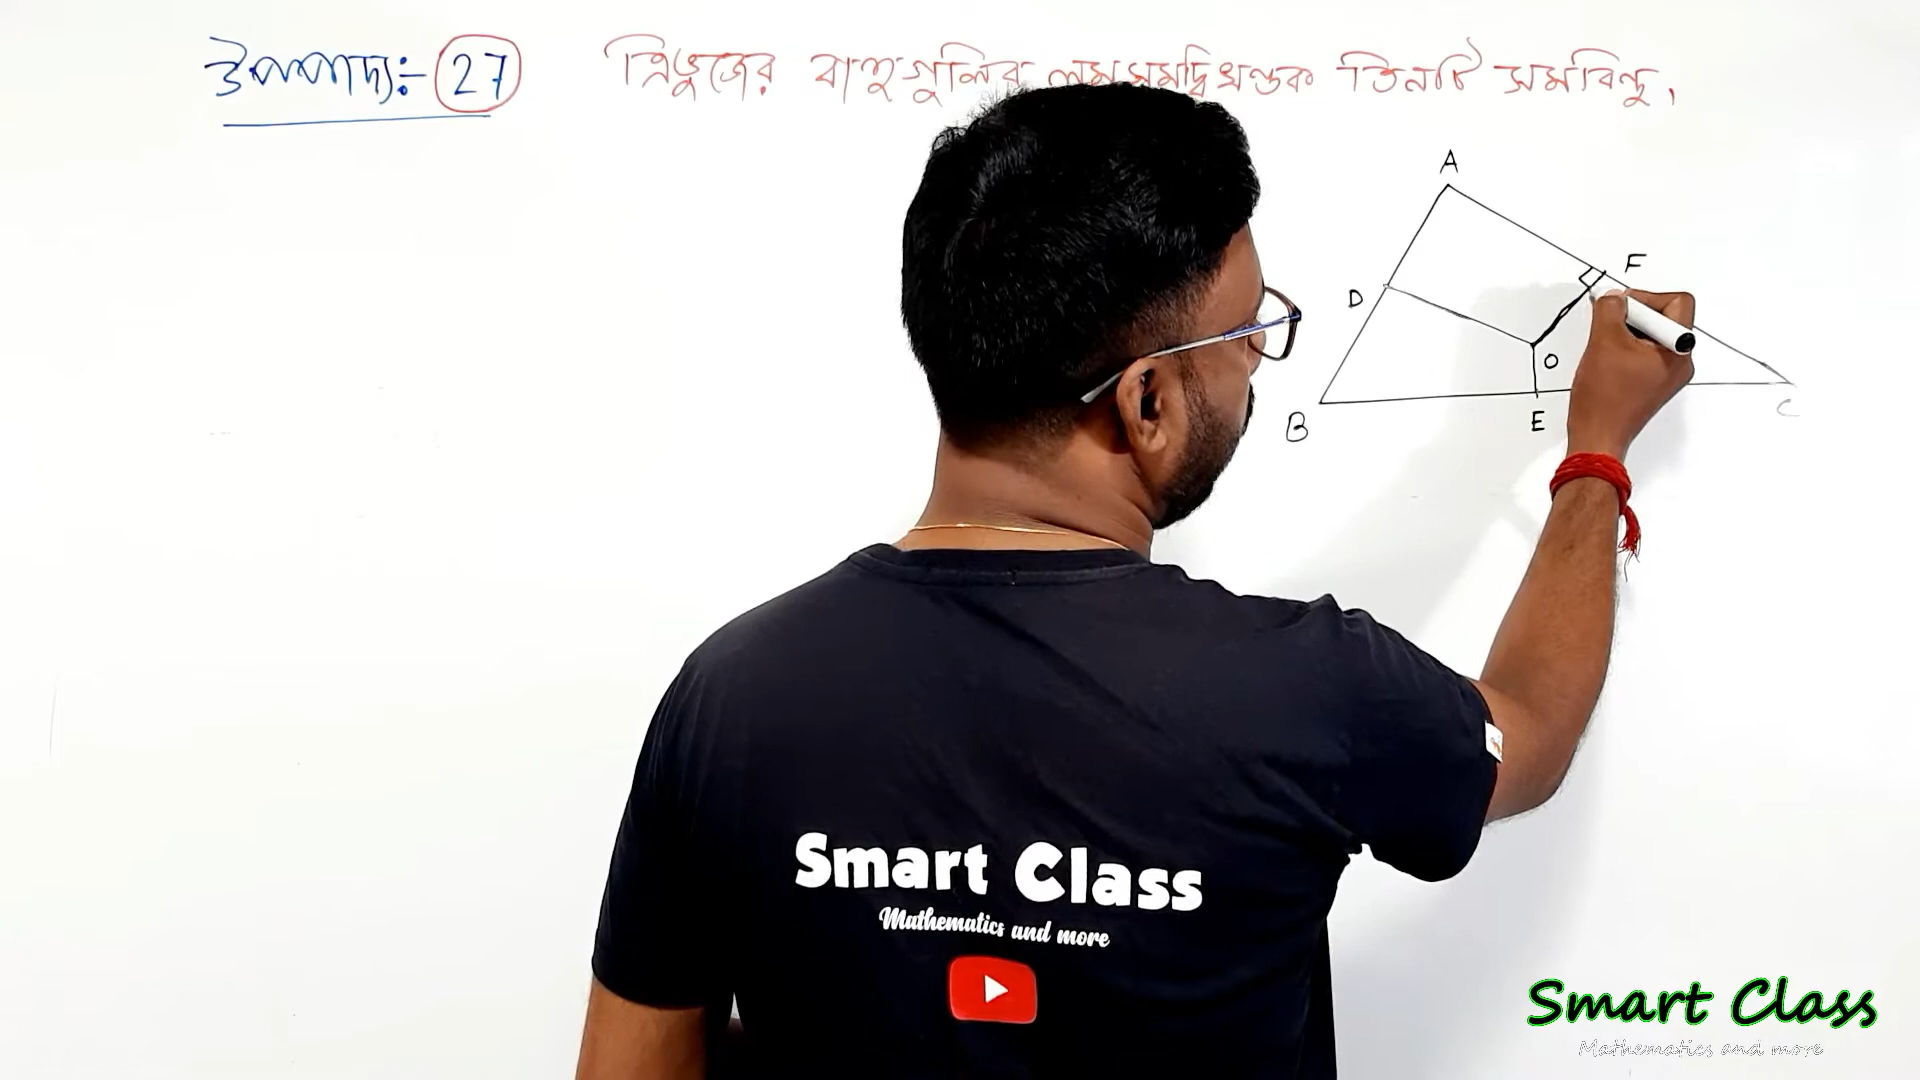 উপপাদ্য:- 27 ত্রিভুজের বাহুগুলির লম্বসমদ্বিখণ্ডক তিনটি সমবিন্দু।
A
F
D
O
B E C
Smart Class
Mathematics and more
Smart Class
Mathematics and more